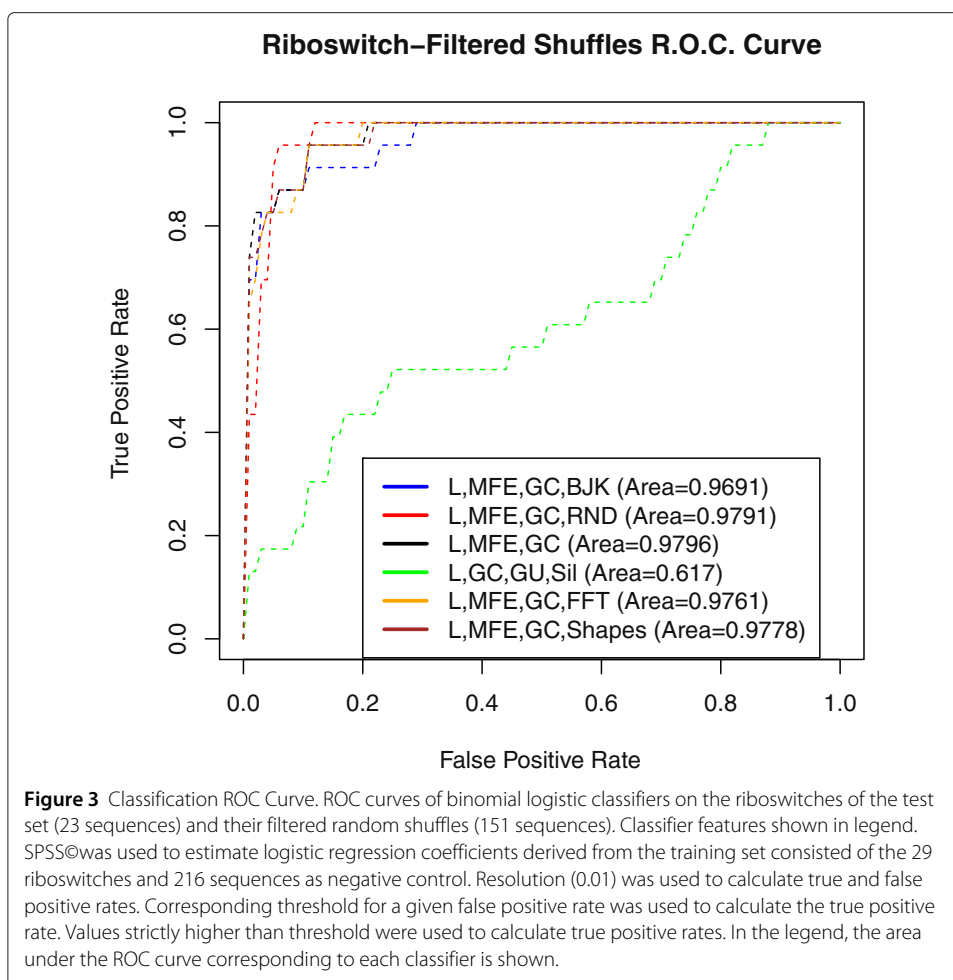 Riboswitch−Filtered Shuffles R.O.C. Curve
True Positive Rate
1.0
0.8
0.6
0.4
0.2
0.0
L,MFE,GC,BJK (Area=0.9691)
L,MFE,GC,RND (Area=0.9791)
L,MFE,GC (Area=0.9796)
L,GC,GU,Sil (Area=0.617)
L,MFE,GC,FFT (Area=0.9761)
L,MFE,GC,Shapes (Area=0.9778)
0.0 0.2 0.4 0.6 0.8 1.0
False Positive Rate
Figure 3 Classification ROC Curve. ROC curves of binomial logistic classifiers on the riboswitches of the test
set (23 sequences) and their filtered random shuffles (151 sequences). Classifier features shown in legend.
SPSS©was used to estimate logistic regression coefficients derived from the training set consisted of the 29
riboswitches and 216 sequences as negative control. Resolution (0.01) was used to calculate true and false
positive rates. Corresponding threshold for a given false positive rate was used to calculate the true positive
rate. Values strictly higher than threshold were used to calculate true positive rates. In the legend, the area
under the ROC curve corresponding to each classifier is shown.